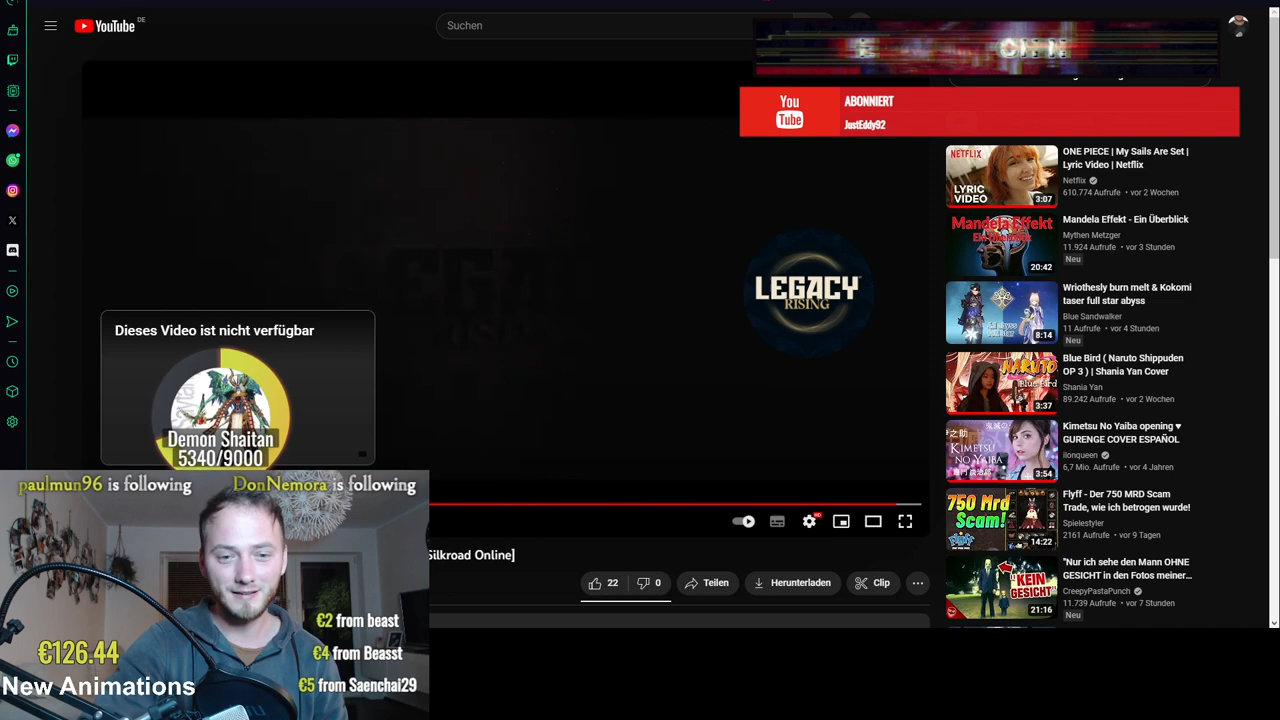 YouTube DE
Suchen
You
Tube
ABONNIERT
JustEddy92
LEGACY
RISING
Dieses Video ist nicht verfügbar
Demon Shaitan
5340/9000
paulmun96 is following
DonNemora is following
€2 from beast
€4 from Beasst
€5 from Saenchai29
€126.44
New Animations
Silkroad Online]
HD
22
0
Teilen
Herunterladen
Clip
NETFLIX
LYRIC
VIDEO
3:07
ONE PIECE | My Sails Are Set |
Lyric Video | Netflix
Netflix
610.774 Aufrufe • vor 2 Wochen
Mandela Effekt
Ein Überblick
20:42
Mandela Effekt - Ein Überblick
Mythen Metzger
11.924 Aufrufe • vor 3 Stunden
Neu
8:14
Wriothesly burn melt & Kokomi
taser full star abyss
Blue Sandwalker
11 Aufrufe • vor 4 Stunden
Neu
NARUTO
3:37
Blue Bird ( Naruto Shippuden
OP 3 ) | Shania Yan Cover
Shania Yan
89.242 Aufrufe • vor 2 Wochen
KIMETSU
NO YAIBA
3:54
Kimetsu No Yaiba opening ♥
GURENGE COVER ESPAÑOL
ilonqueen
6,7 Mio. Aufrufe • vor 4 Jahren
750 Mrd
Scam!
14:22
Flyff - Der 750 MRD Scam
Trade, wie ich betrogen wurde!
Spielestyler
2161 Aufrufe • vor 9 Tagen
"KEIN
GESICHT"
21:16
"Nur ich sehe den Mann OHNE
GESICHT in den Fotos meiner...
CreepyPastaPunch
11.739 Aufrufe • vor 7 Stunden
Neu